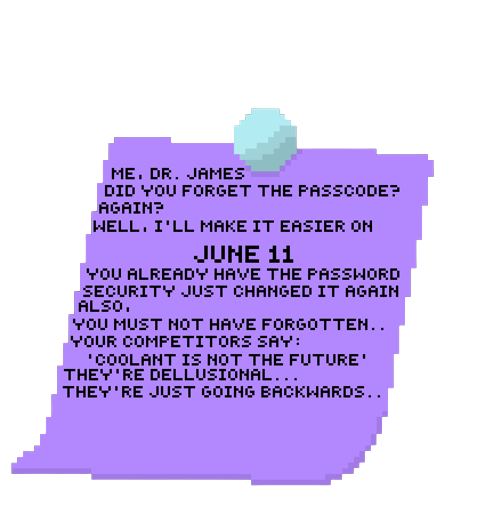 ME, DR. JAMES
DID YOU FORGET THE PASSCODE?
AGAIN?
WELL, I'LL MAKE IT EASIER ON
JUNE 11
YOU ALREADY HAVE THE PASSWORD
SECURITY JUST CHANGED IT AGAIN
ALSO,
YOU MUST NOT HAVE FORGOTTEN..
YOUR COMPETITORS SAY:
'COOLANT IS NOT THE FUTURE'
THEY'RE DELLUSIONAL...
THEY'RE JUST GOING BACKWARDS..